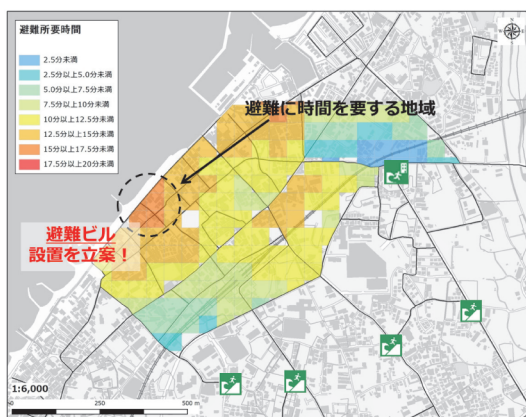 避難所要時間
2.5分未満
2.5分以上5.0分未満
5.0分以上7.5分未満
7.5分以上10分未満
10分以上12.5分未満
12.5分以上15分未満
15分以上17.5分未満
17.5分以上20分未満
避難に時間を要する地域
避難ビル
設置を立案！
1:6,000
250
500 m